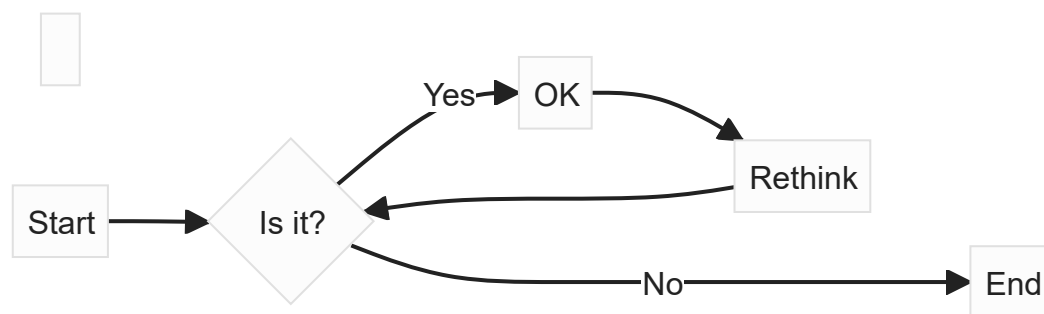 Start
Is it?
Yes
OK
Rethink
No
End